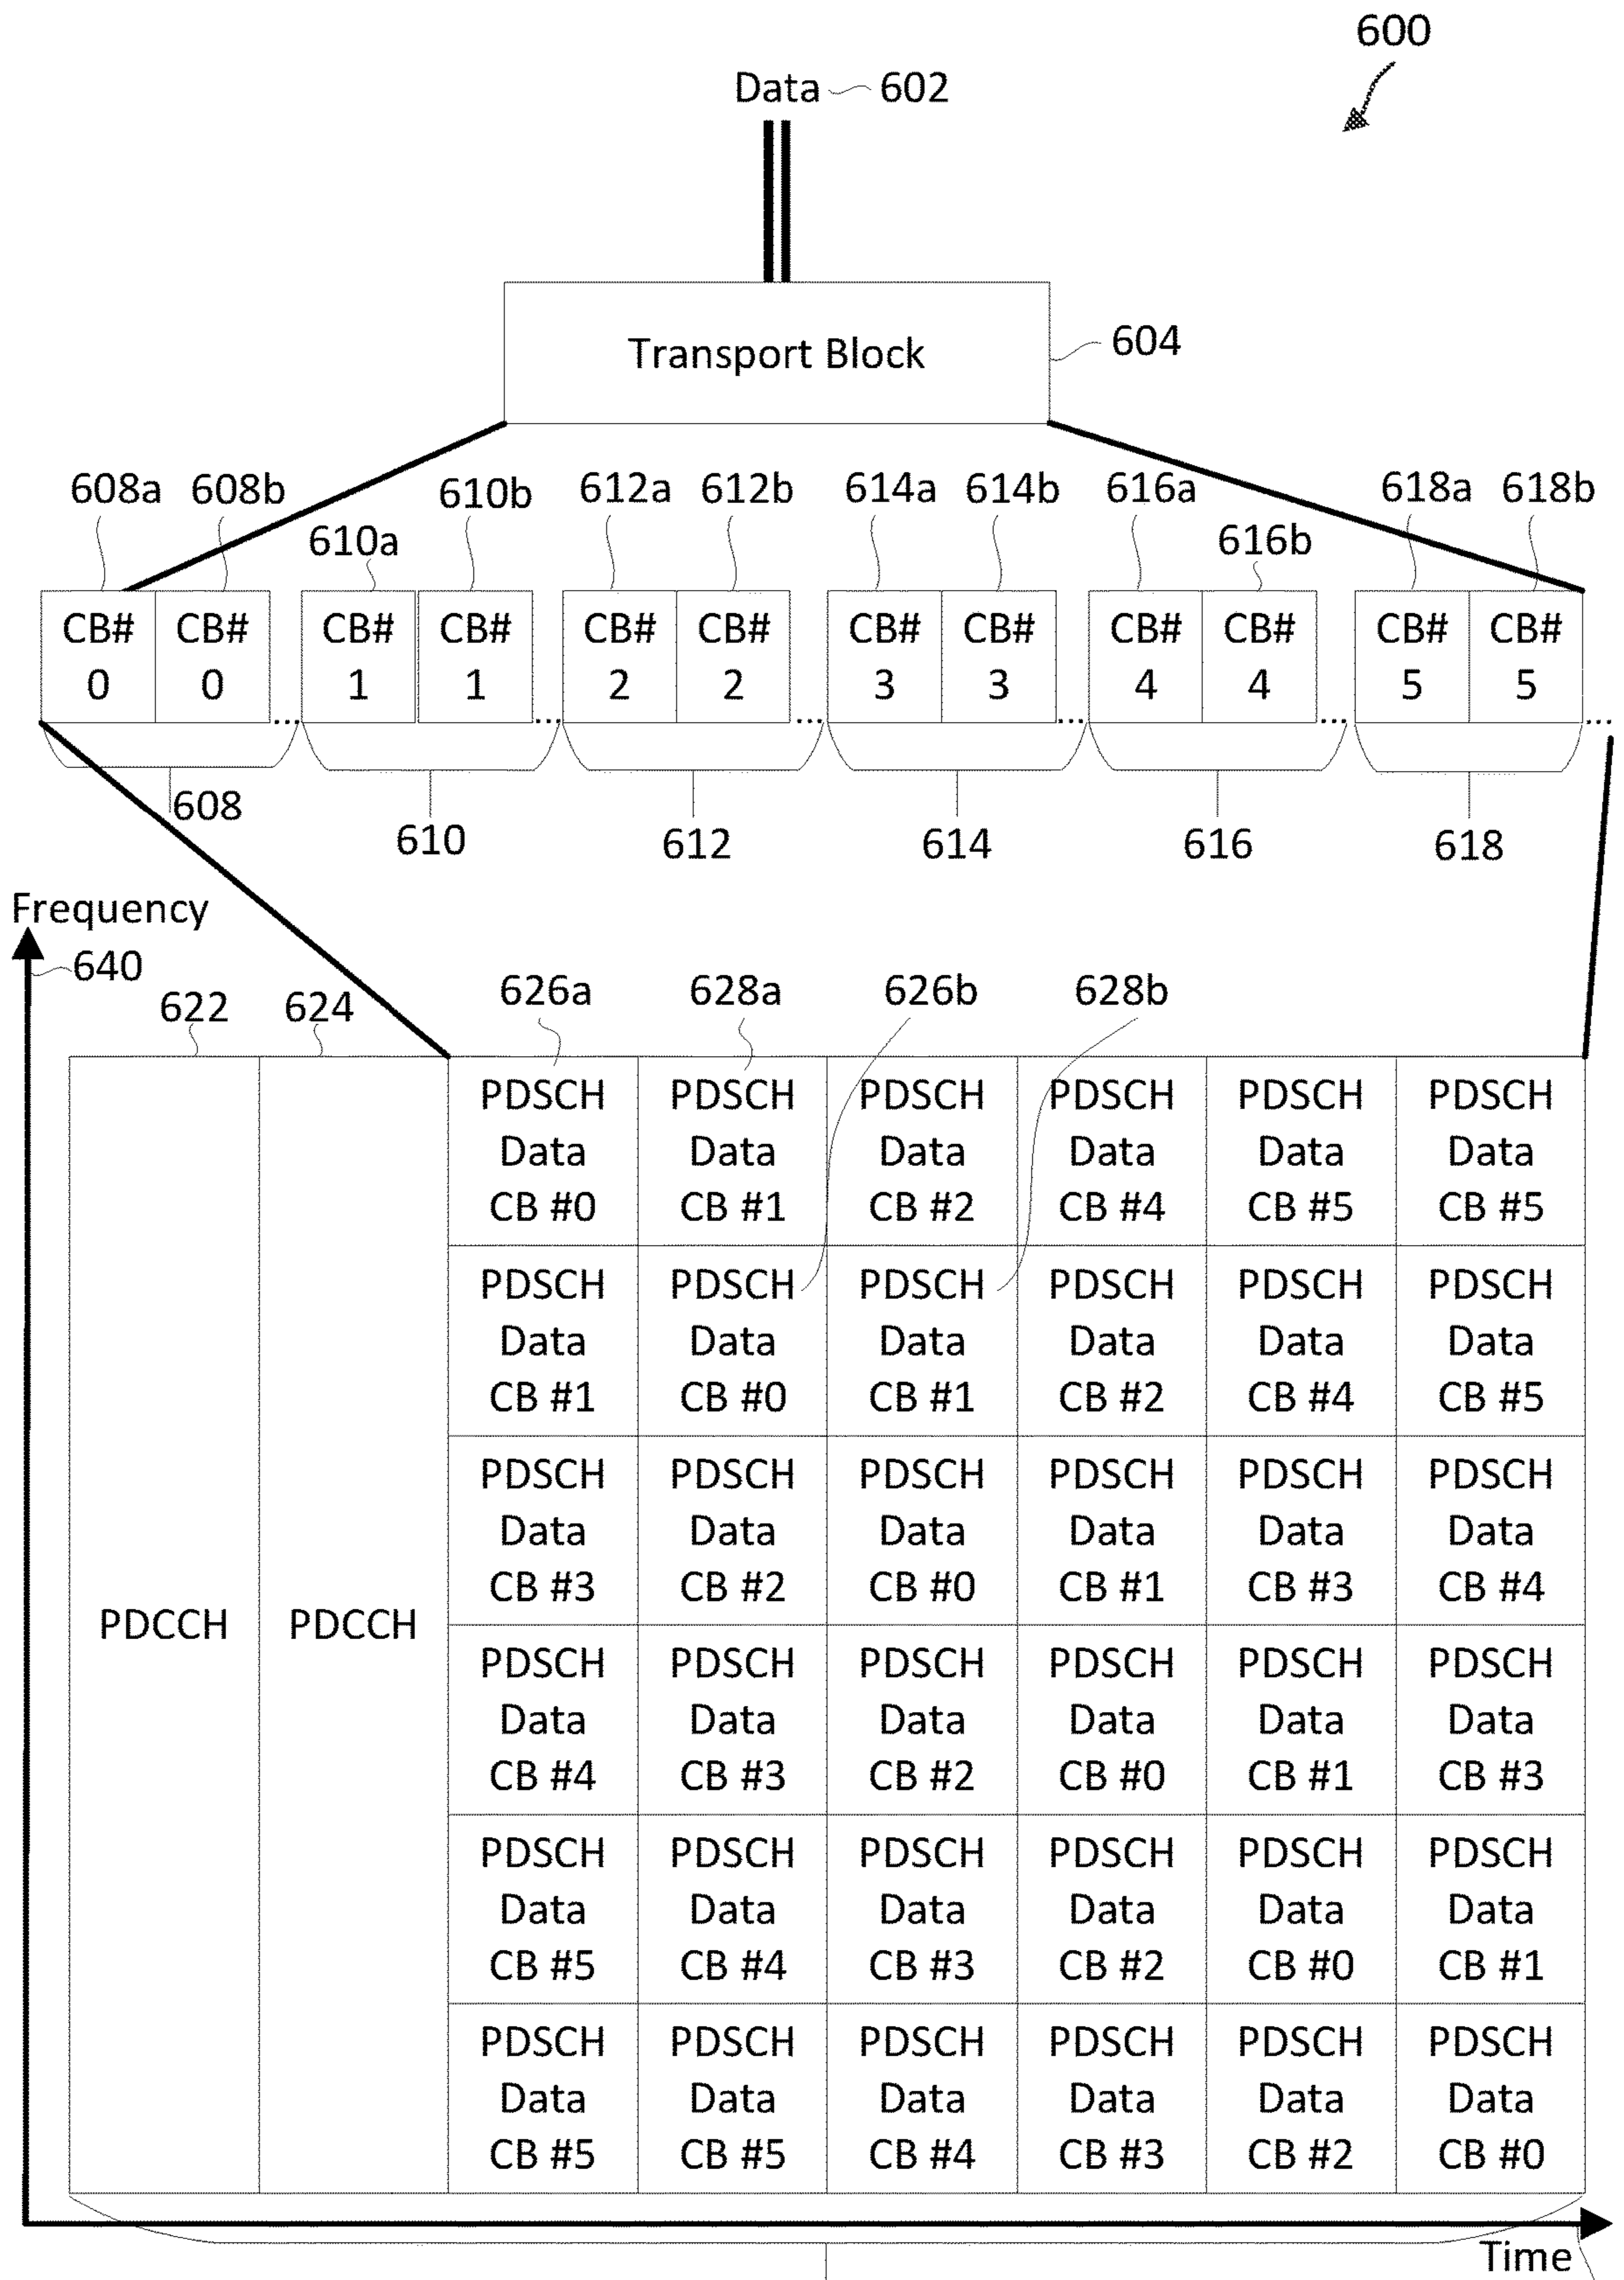 600
Data 602
Transport Block
604
608a 608b 610a 610b 612a 612b 614a 614b 616a 616b 618a 618b
CB# CB# CB# CB# CB# CB# CB# CB# CB# CB# CB# CB#
0 0 1 1 2 2 3 3 4 4 5 5
... ... ... ... ... ...
608 610 612 614 616 618
Frequency
640
622 624 626a 628a 626b 628b
PDSCH PDSCH PDSCH PDSCH PDSCH PDSCH
Data Data Data Data Data Data
CB #0 CB #1 CB #2 CB #4 CB #5 CB #5
PDSCH PDSCH PDSCH PDSCH PDSCH PDSCH
Data Data Data Data Data Data
CB #1 CB #0 CB #1 CB #2 CB #4 CB #5
PDSCH PDSCH PDSCH PDSCH PDSCH PDSCH
Data Data Data Data Data Data
CB #3 CB #2 CB #0 CB #1 CB #3 CB #4
PDCCH PDCCH
PDSCH PDSCH PDSCH PDSCH PDSCH PDSCH
Data Data Data Data Data Data
CB #4 CB #3 CB #2 CB #0 CB #1 CB #3
PDSCH PDSCH PDSCH PDSCH PDSCH PDSCH
Data Data Data Data Data Data
CB #5 CB #4 CB #3 CB #2 CB #0 CB #1
PDSCH PDSCH PDSCH PDSCH PDSCH PDSCH
Data Data Data Data Data Data
CB #5 CB #5 CB #4 CB #3 CB #2 CB #0
Time